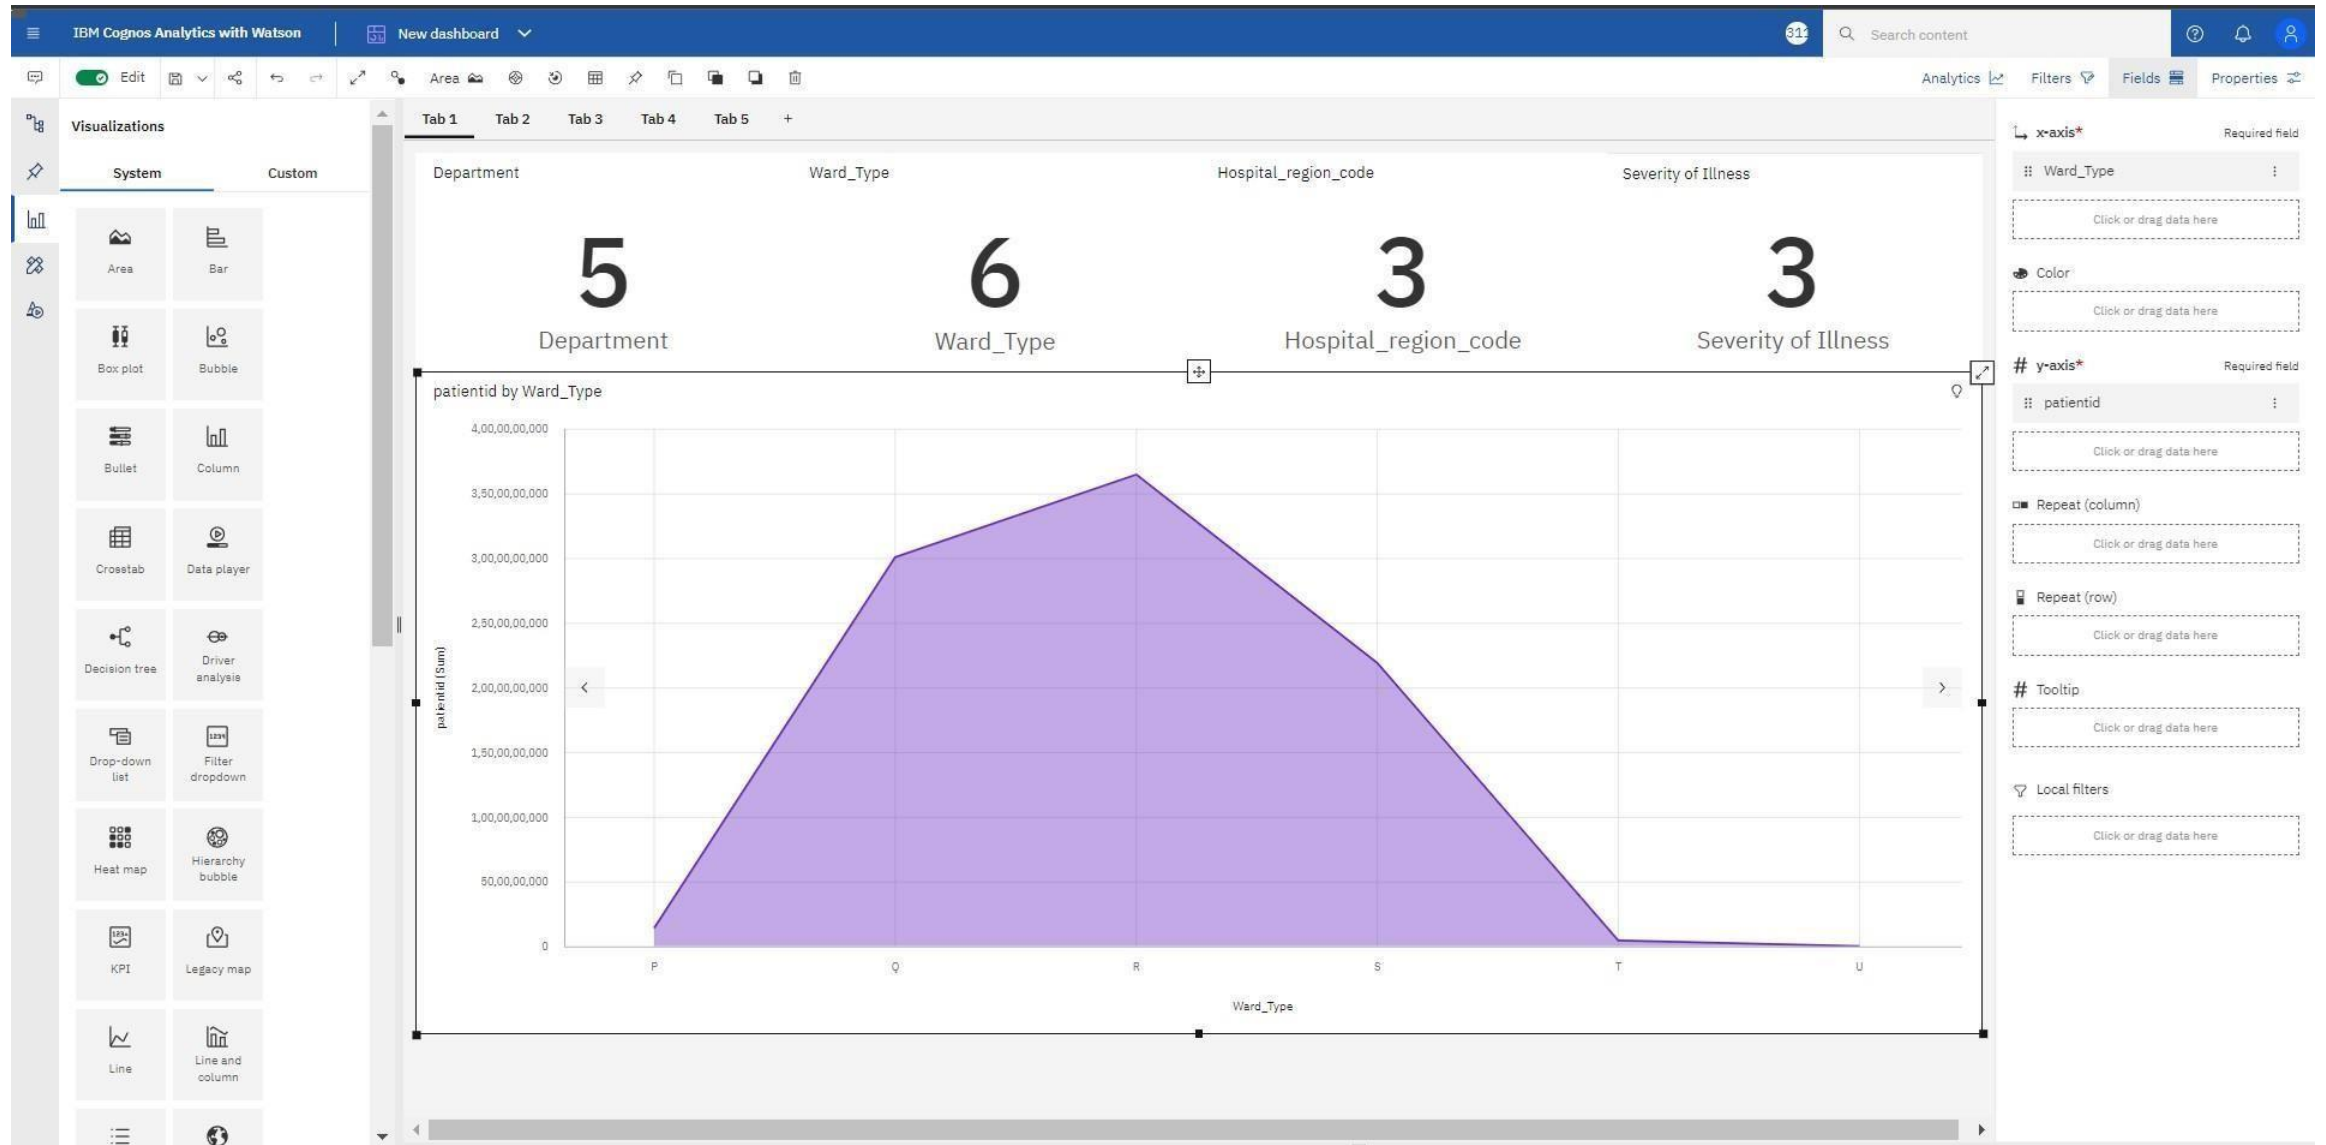 IBM Cognos Analytics with Watson
New dashboard
311
Search content
Edit
Area
Analytics
Filters
Fields
Properties
Visualizations
System
Custom
Area
Bar
Box plot
Bubble
Bullet
Column
Crosstab
Data player
Decision tree
Driver
analysis
Drop-down
list
Filter
dropdown
Heat map
Hierarchy
bubble
KPI
Legacy map
Line
Line and
column
Tab 1
Tab 2
Tab 3
Tab 4
Tab 5
+
Department
Ward_Type
Hospital_region_code
Severity of Illness
5
6
3
3
Department
Ward_Type
Hospital_region_code
Severity of Illness
patientid by Ward_Type
patientid (Sum)
4,00,00,00,000
3,50,00,00,000
3,00,00,00,000
2,50,00,00,000
2,00,00,00,000
1,50,00,00,000
1,00,00,00,000
50,00,00,000
0
P
Q
R
S
T
U
Ward_Type
x-axis*
Required field
Ward_Type
Click or drag data here
Color
Click or drag data here
# y-axis*
Required field
patientid
Click or drag data here
Repeat (column)
Click or drag data here
Repeat (row)
Click or drag data here
# Tooltip
Click or drag data here
Local filters
Click or drag data here